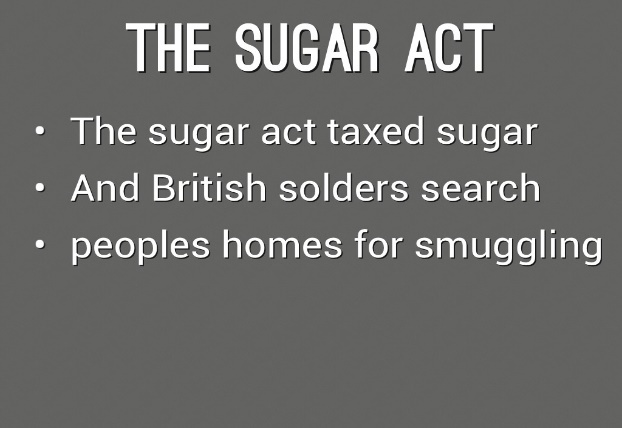 THE SUGAR ACT
• The sugar act taxed sugar
• And British solders search
• peoples homes for smuggling